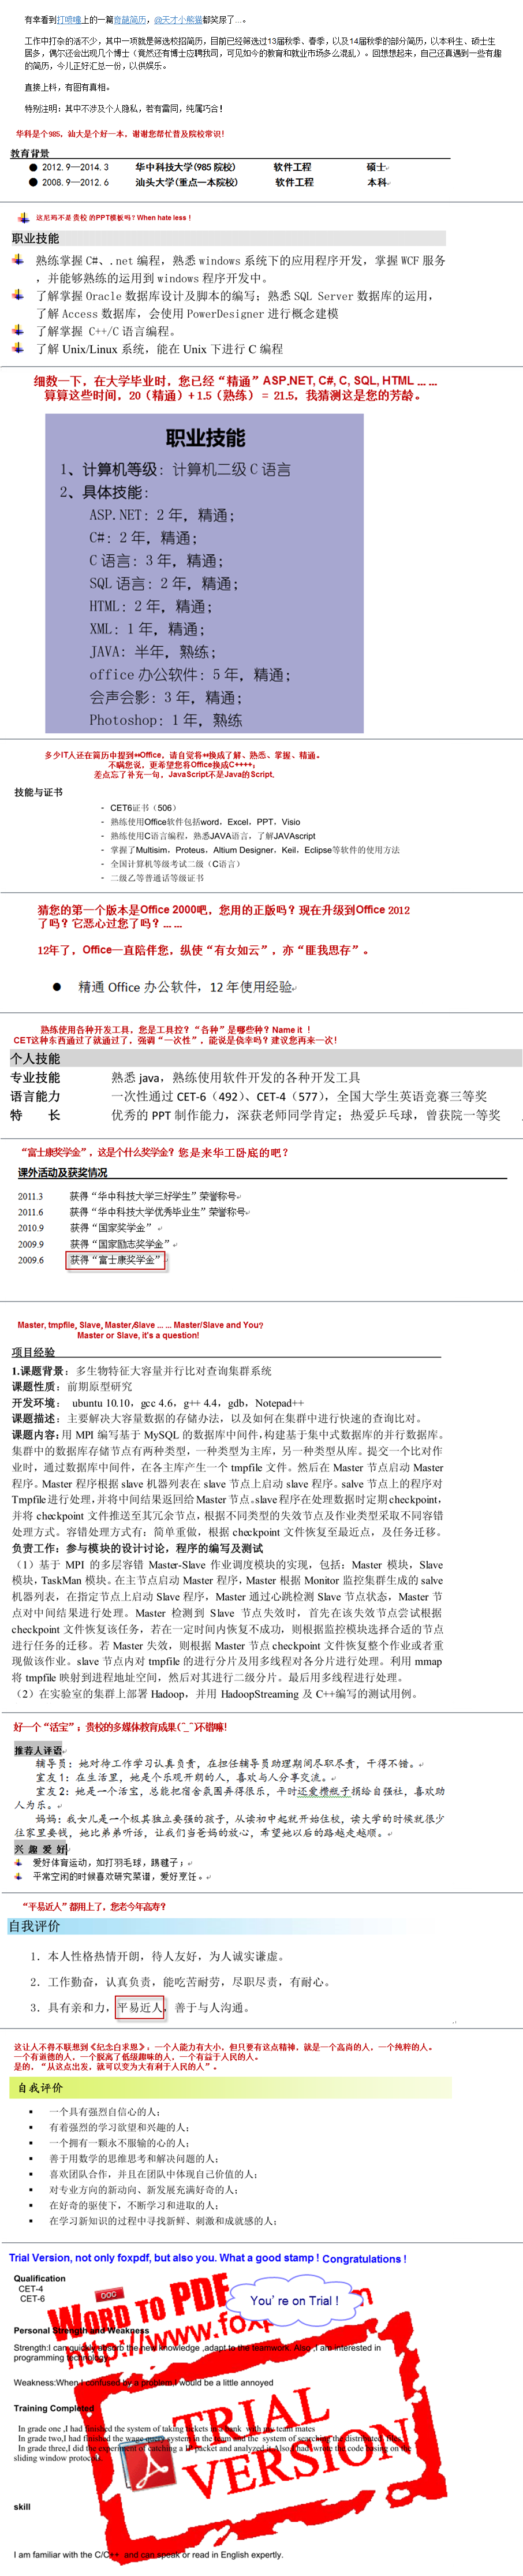 有幸看到打喷嚏上的一篇奇葩简历，@天才小熊猫都笑尿了...。
工作中打杂的活不少，其中一项就是筛选校招简历，目前已经筛选过13届秋季、春季，以及14届秋季的部分简历，以本科生、硕士生
居多，偶尔还会出现几个博士（竟然还有博士应聘我司，可见如今的教育和就业市场多么混乱）。回想想起来，自己还真遇到一些有趣
的简历，今儿正好汇总一份，以供娱乐。
直接上料，有图有真相。
特别注明：其中不涉及个人隐私，若有雷同，纯属巧合！
华科是个985，汕大是个好一本，谢谢您帮忙普及院校常识！
教育背景
● 2012.9－2014.3 华中科技大学(985 院校) 软件工程 硕士
● 2008.9－2012.6 汕头大学(重点一本院校) 软件工程 本科
这尼玛不是 贵校 的PPT模板吗？When hate less !
职业技能
熟练掌握 C#、.net 编程，熟悉 windows 系统下的应用程序开发，掌握 WCF 服务
，并能够熟练的运用到 windows 程序开发中。
了解掌握 Oracle 数据库设计及脚本的编写；熟悉 SQL Server 数据库的运用，
了解 Access 数据库，会使用 PowerDesigner 进行概念建模
了解掌握 C++/C 语言编程。
了解 Unix/Linux 系统，能在 Unix 下进行 C 编程
细数一下，在大学毕业时，您已经“精通”ASP.NET, C#, C, SQL, HTML ... ...
算算这些时间，20（精通）+ 1.5（熟练） = 21.5，我猜测这是您的芳龄。
职业技能
1、计算机等级：计算机二级 C 语言
2、具体技能：
ASP.NET：2 年，精通；
C#：2 年，精通；
C 语言：3 年，精通；
SQL 语言：2 年，精通；
HTML：2 年，精通；
XML：1 年，精通；
JAVA：半年，熟练；
office 办公软件：5 年，精通；
会声会影：3 年，精通；
Photoshop：1 年，熟练
多少IT人还在简历中提到**Office，请自觉将**换成了解、熟悉、掌握、精通。
不瞒您说，更希望您将Office换成C++++；
差点忘了补充一句，JavaScript不是Java的Script.
技能与证书
- CET6证书（506）
- 熟练使用Office软件包括word，Excel，PPT，Visio
- 熟练使用C语言编程，熟悉JAVA语言，了解JAVAscript
- 掌握了Multisim，Proteus，Altium Designer，Keil，Eclipse等软件的使用方法
- 全国计算机等级考试二级（C语言）
- 二级乙等普通话等级证书
猜您的第一个版本是Office 2000吧，您用的正版吗？现在升级到Office 2012
了吗？它恶心过您了吗？... ...
12年了，Office一直陪伴您，纵使“有女如云”，亦“匪我思存”。
● 精通 Office 办公软件，12 年使用经验
熟练使用各种开发工具，您是工具控？“各种”是哪些种？Name it ！
CET这种东西通过了就通过了，强调“一次性”，能说是侥幸吗？建议您再来一次！
个人技能
专业技能 熟悉 java，熟练使用软件开发的各种开发工具
语言能力 一次性通过 CET-6（492）、CET-4（577），全国大学生英语竞赛三等奖
特 长 优秀的 PPT 制作能力，深获老师同学肯定；热爱乒乓球，曾获院一等奖
“富士康奖学金”，这是个什么奖学金？您是来华工卧底的吧？
课外活动及获奖情况
2011.3 获得“华中科技大学三好学生”荣誉称号
2011.6 获得“华中科技大学优秀毕业生”荣誉称号
2010.9 获得“国家奖学金”
2009.9 获得“国家励志奖学金”
2009.6 获得“富士康奖学金”
Master, tmpfile, Slave, Master/Slave ... ... Master/Slave and You?
Master or Slave, it's a question!
项目经验
1.课题背景：多生物特征大容量并行比对查询集群系统
课题性质：前期原型研究
开发环境： ubuntu 10.10，gcc 4.6，g++ 4.4，gdb，Notepad++
课题描述：主要解决大容量数据的存储办法，以及如何在集群中进行快速的查询比对。
课题内容：用 MPI 编写基于 MySQL 的数据库中间件，构建基于集中式数据库的并行数据库。
集群中的数据库存储节点有两种类型，一种类型为主库，另一种类型从库。提交一个比对作
业时，通过数据库中间件，在各主库产生一个 tmpfile 文件。然后在 Master 节点启动 Master
程序。Master 程序根据 slave 机器列表在 slave 节点上启动 slave 程序。salve 节点上的程序对
Tmpfile 进行处理，并将中间结果返回给 Master 节点。slave 程序在处理数据时定期 checkpoint，
并将 checkpoint 文件推送至其冗余节点，根据不同类型的失效节点及作业类型采取不同容错
处理方式。容错处理方式有：简单重做，根据 checkpoint 文件恢复至最近点，及任务迁移。
负责工作：参与模块的设计讨论，程序的编写及测试
（1）基于 MPI 的多层容错 Master-Slave 作业调度模块的实现，包括：Master 模块，Slave
模块，TaskMan 模块。在主节点启动 Master 程序，Master 根据 Monitor 监控集群生成的 salve
机器列表，在指定节点上启动 Slave 程序，Master 通过心跳检测 Slave 节点状态，Master 节
点对中间结果进行处理。Master 检测到 Slave 节点失效时，首先在该失效节点尝试根据
checkpoint 文件恢复该任务，若在一定时间内恢复不成功，则根据监控模块选择合适的节点
进行任务的迁移。若 Master 失效，则根据 Master 节点 checkpoint 文件恢复整个作业或者重
现做该作业。slave 节点内对 tmpfile 的进行分片及用多线程对各分片进行处理。利用 mmap
将 tmpfile 映射到进程地址空间，然后对其进行二级分片。最后用多线程进行处理。
（2）在实验室的集群上部署 Hadoop，并用 HadoopStreaming 及 C++编写的测试用例。
好一个“活宝”；贵校的多媒体教育成果(^_^)不错嘛!
推荐人评语
辅导员：她对待工作学习认真负责，在担任辅导员助理期间尽职尽责，干得不错。
室友 1：在生活里，她是个乐观开朗的人，喜欢与人分享交流。
室友 2：她是一个活宝，总能把宿舍氛围弄得很乐，平时还爱攒瓶子捐给自强社，喜欢助
人为乐。
妈妈：我女儿是一个极其独立要强的孩子，从读初中起就开始住校，读大学的时候就很少
往家里要钱，她比弟弟听话，让我们当爸妈的放心，希望她以后的路越走越顺。
兴 趣 爱 好
爱好体育运动，如打羽毛球，踢毽子；
平常空闲的时候喜欢研究菜谱，爱好烹饪。
“平易近人”都用上了，您老今年高寿？
自我评价
1．本人性格热情开朗，待人友好，为人诚实谦虚。
2．工作勤奋，认真负责，能吃苦耐劳，尽职尽责，有耐心。
3．具有亲和力，平易近人，善于与人沟通。
这让人不得不联想到《纪念白求恩》：一个人能力有大小，但只要有这点精神，就是一个高尚的人，一个纯粹的人。
一个有道德的人，一个脱离了低级趣味的人，一个有益于人民的人。
是的，“从这点出发，就可以变为大有利于人民的人”。
自我评价
▪ 一个具有强烈自信心的人；
▪ 有着强烈的学习欲望和兴趣的人；
▪ 一个拥有一颗永不服输的心的人；
▪ 善于用数学的思维思考和解决问题的人；
▪ 喜欢团队合作，并且在团队中体现自己价值的人；
▪ 对专业方向的新动向、新发展充满好奇的人；
▪ 在好奇的驱使下，不断学习和进取的人；
▪ 在学习新知识的过程中寻找新鲜、刺激和成就感的人；
Trial Version, not only foxpdf, but also you. What a good stamp ! Congratulations !
Qualification
CET-4
CET-6
DOC
WORD TO PDF
http://www.foxp
You' re on Trial !
Personal Strength and Weakness
Strength:I can quickly absorb the new knowledge ,adapt to the teamwork. Also ,I am interested in
programming technology.
Weakness:When I confused by a problem,I would be a little annoyed
Training Completed
In grade one ,I had finished the system of taking tickets in a bank with my team mates
In grade two,I had finished the wage query system in the team and the system of searching the distributed files
In grade three,I did the experiment of catching a IP packet and analyzed it.Also,I had wrote the code basing on the
sliding window protocol.
TRIAL
VERSION
skill
I am familiar with the C/C++ and can speak or read in English expertly.